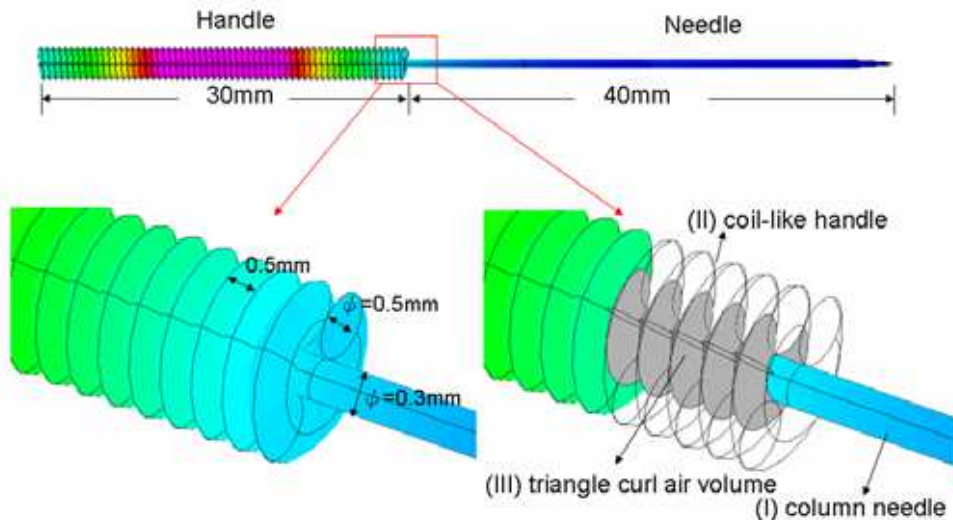 Handle
Needle
30mm
40mm
0.5mm
ϕ=0.5mm
ϕ=0.3mm
(II) coil-like handle
(III) triangle curl air volume
(I) column needle